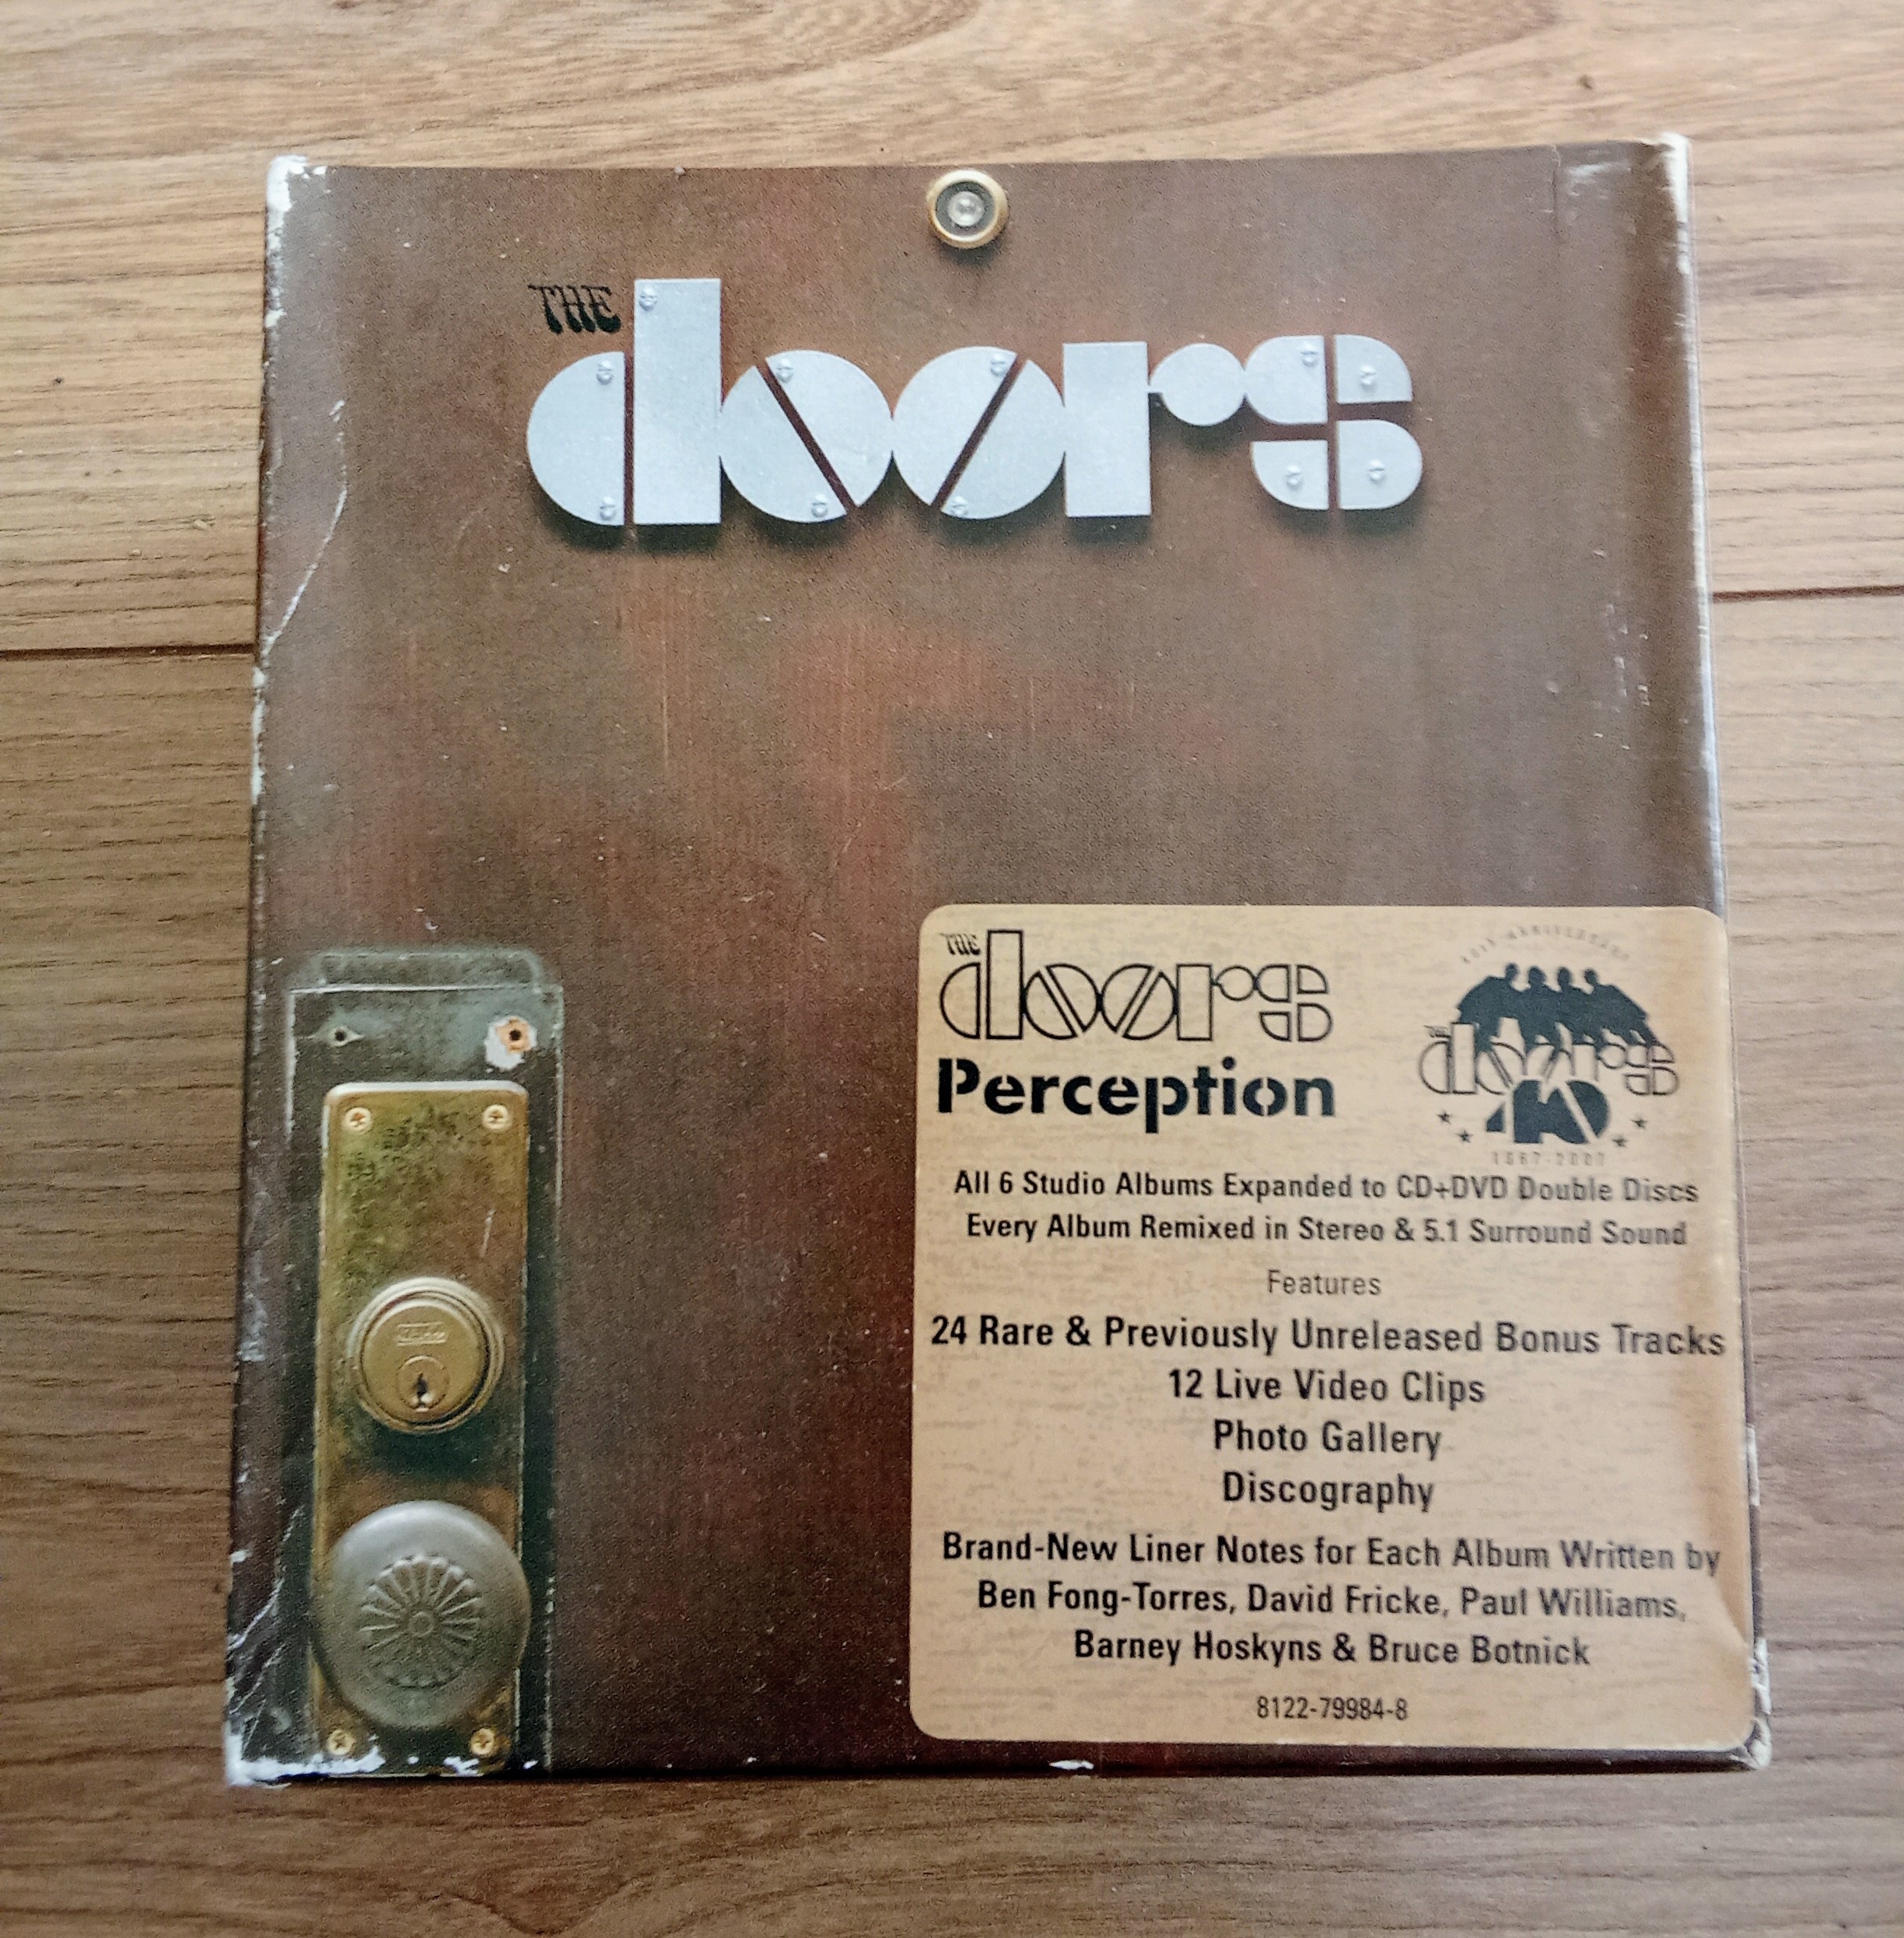 THE
doors
THE
doors
Perception
40TH ANNIVERSARY
THE
doors
40
1967-2007
All 6 Studio Albums Expanded to CD+DVD Double Discs
Every Album Remixed in Stereo & 5.1 Surround Sound
Features
24 Rare & Previously Unreleased Bonus Tracks
12 Live Video Clips
Photo Gallery
Discography
Brand-New Liner Notes for Each Album Written by
Ben Fong-Torres, David Fricke, Paul Williams,
Barney Hoskyns & Bruce Botnick
8122-79984-8